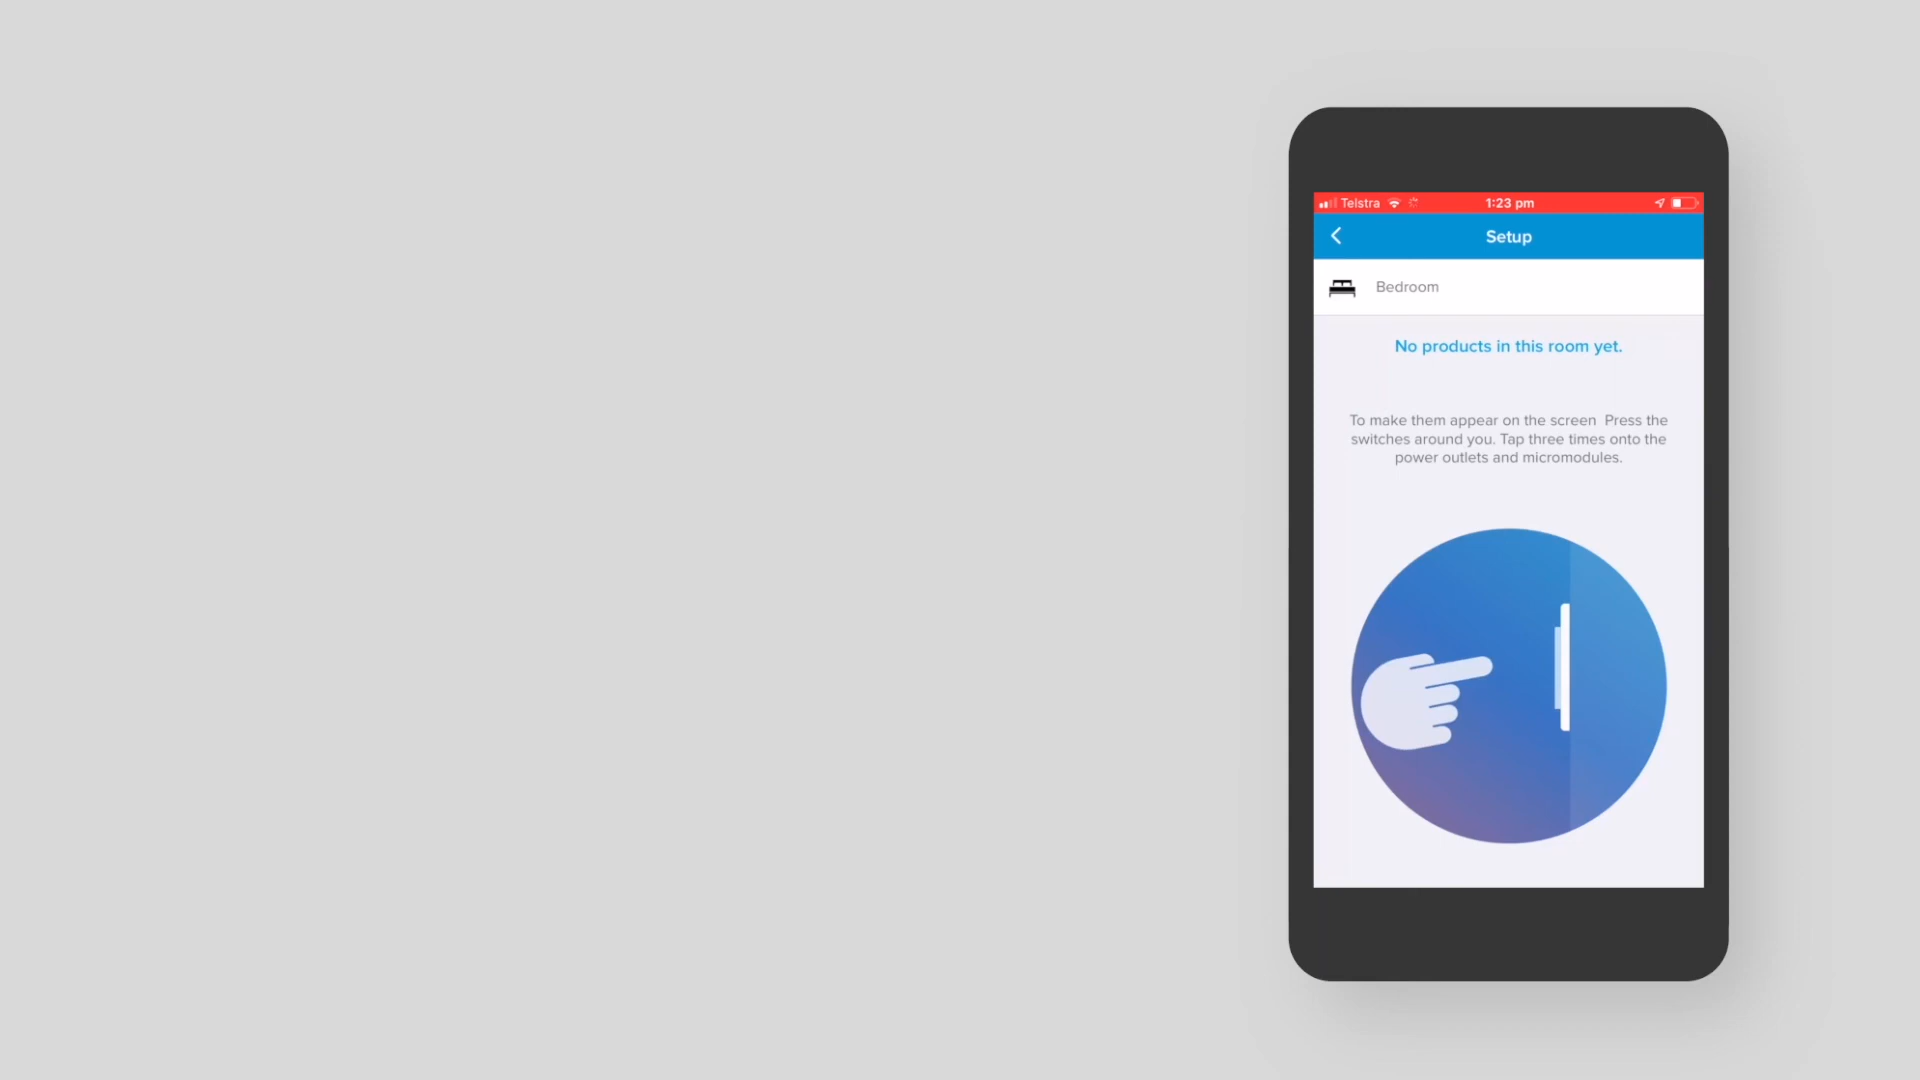 Telstra 1:23 pm
Setup
Bedroom
No products in this room yet.
To make them appear on the screen  Press the
switches around you. Tap three times onto the
power outlets and micromodules.